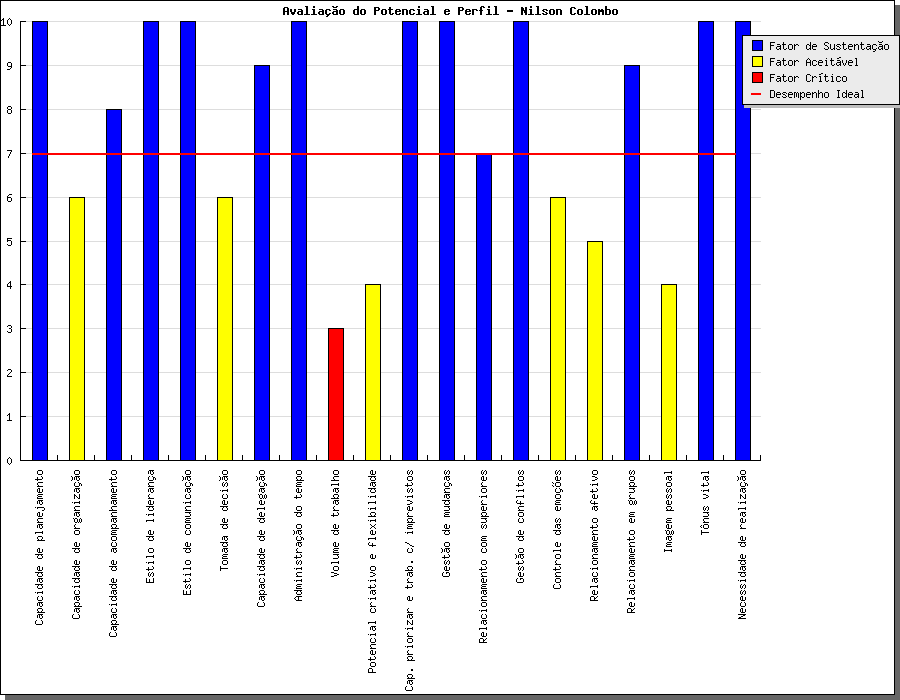 Avaliação do Potencial e Perfil - Nilson Colombo
10
9
8
7
6
5
4
3
2
1
0
Fator de Sustentação
Fator Aceitável
Fator Crítico
Desempenho Ideal
Capacidade de planejamento
Capacidade de organização
Capacidade de acompanhamento
Estilo de liderança
Estilo de comunicação
Tomada de decisão
Capacidade de delegação
Administração do tempo
Volume de trabalho
Potencial criativo e flexibilidade
Cap. priorizar e trab. c/ imprevistos
Gestão de mudanças
Relacionamento com superiores
Gestão de conflitos
Controle das emoções
Relacionamento afetivo
Relacionamento em grupos
Imagem pessoal
Tônus vital
Necessidade de realização